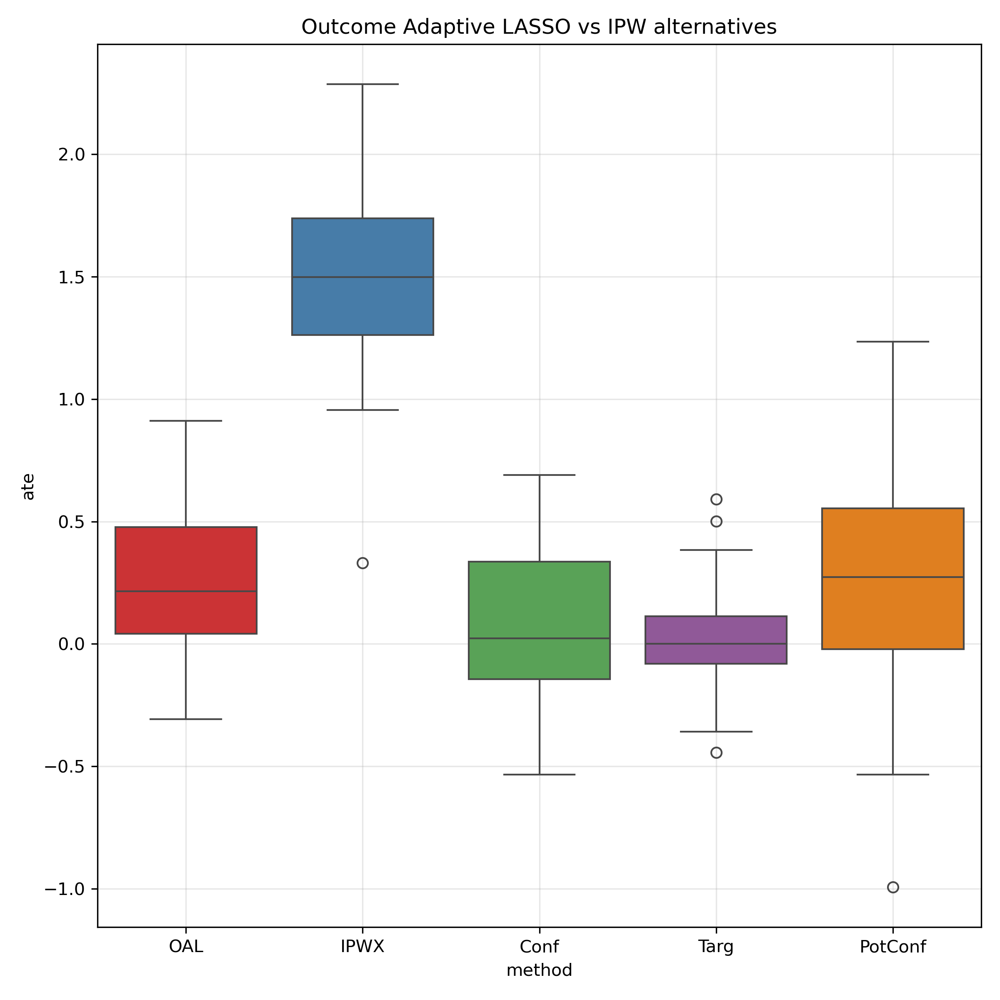 Outcome Adaptive LASSO vs IPW alternatives
2.0
1.5
1.0
0.5
0.0
−0.5
−1.0
ate
OAL IPWX Conf Targ PotConf
method